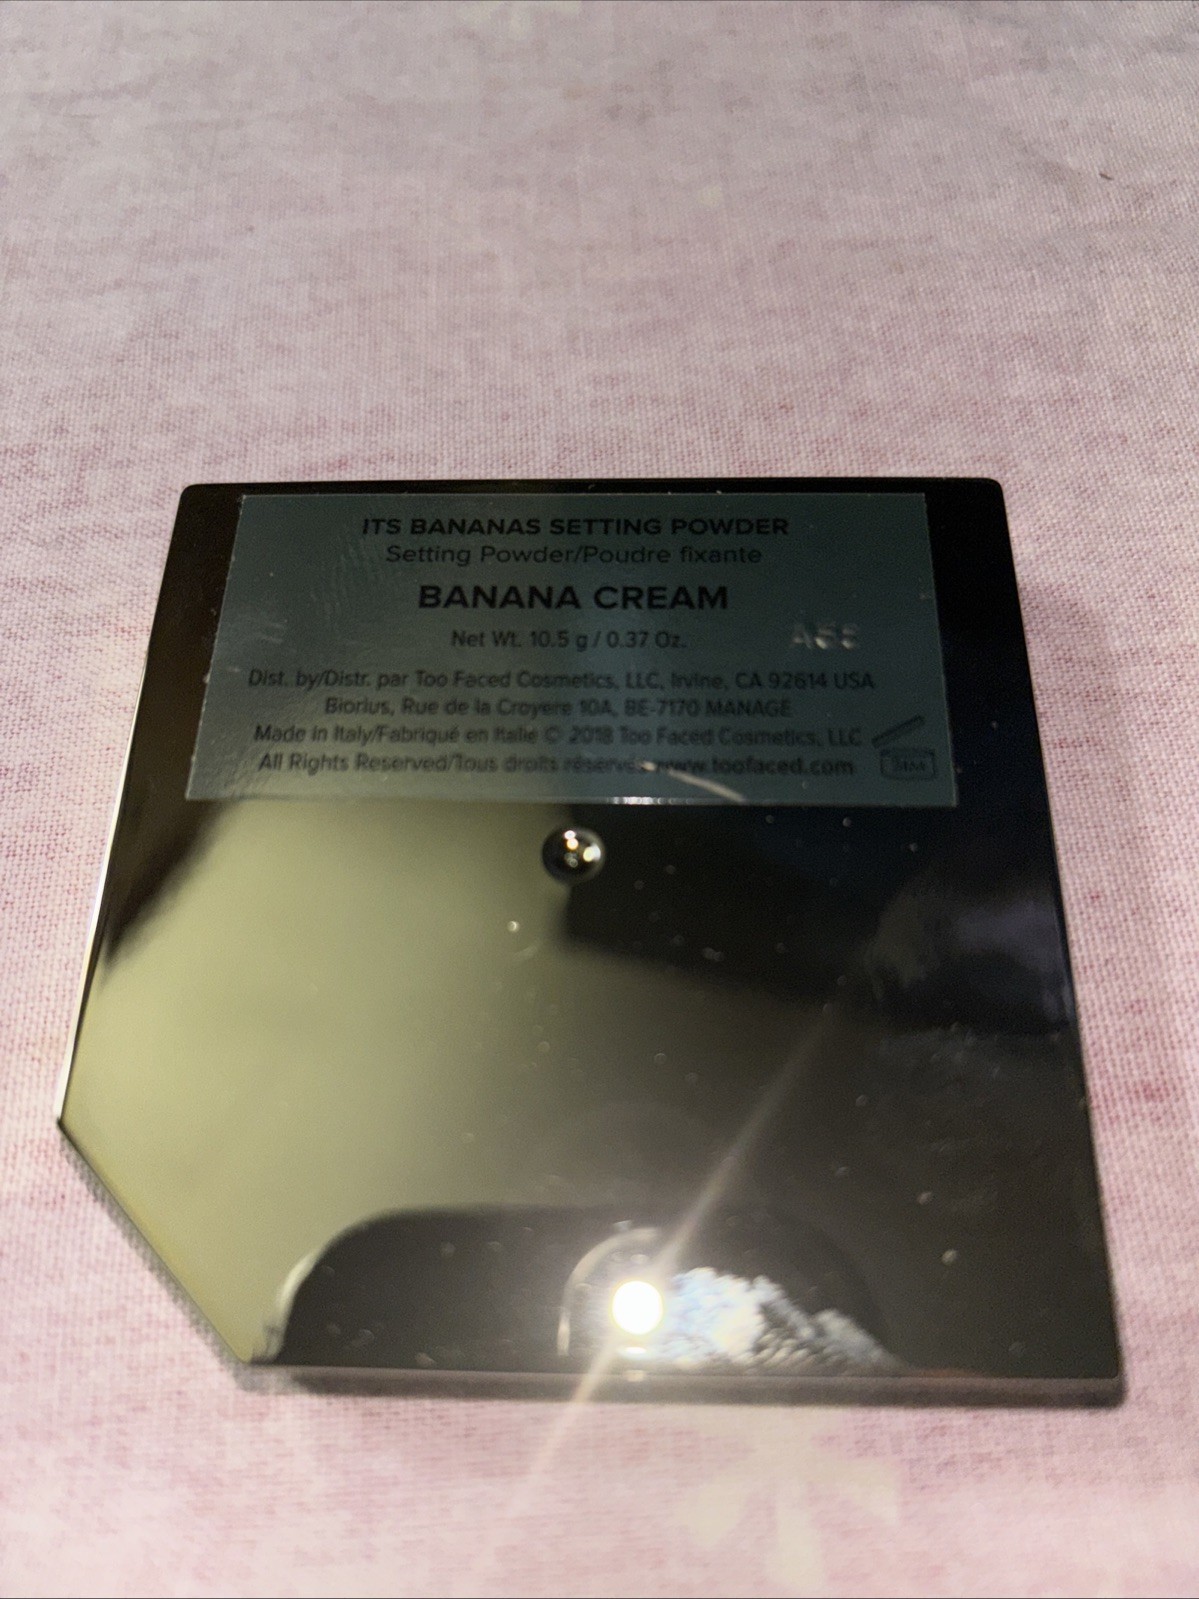 ITS BANANAS SETTING POWDER
Setting Powder/Poudre fixante
BANANA CREAM
Net Wt. 10.5 g / 0.37 Oz.
Dist. by/Distr. par Too Faced Cosmetics, LLC, Irvine, CA 92614 USA
Biorius, Rue de la Croyere 10A, BE-7170 MANAGE
Made in Italy/Fabriqué en Italie © 2018 Too Faced Cosmetics, LLC
All Rights Reserved/Tous droits réservés www.toofaced.com